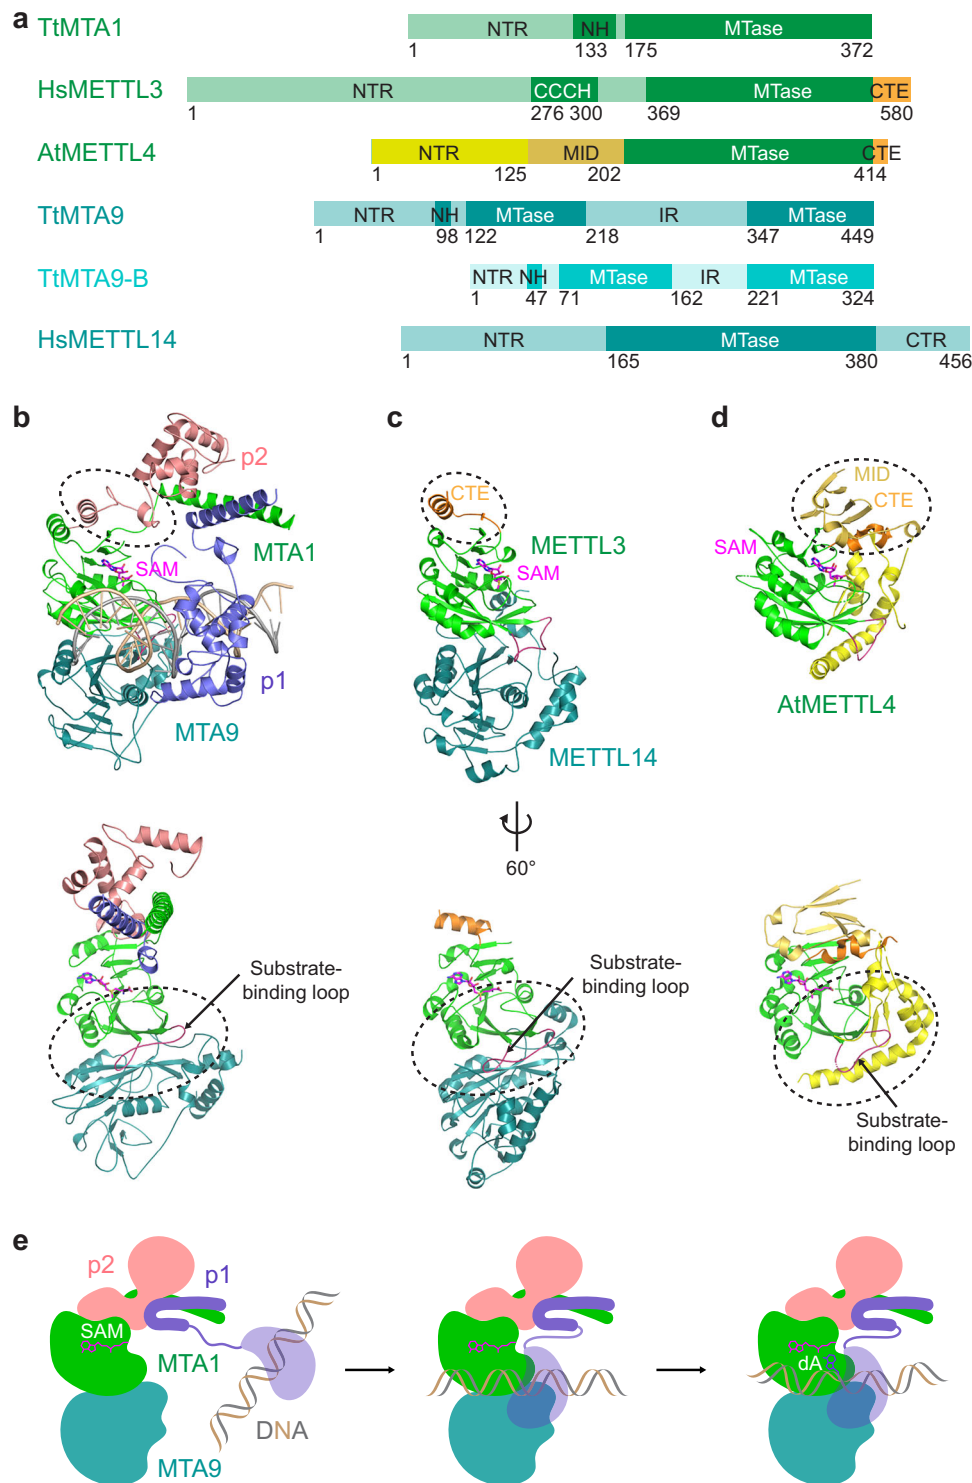 a
TtMTA1
NTR NH MTase
1 133 175 372
HsMETTL3
NTR CCCH MTase CTE
1 276 300 369 580
AtMETTL4
NTR MID MTase CTE
1 125 202 414
TtMTA9
NTR NH MTase IR MTase
1 98 122 218 347 449
TtMTA9-B
NTR NH MTase IR MTase
1 47 71 162 221 324
HsMETTL14
NTR MTase CTR
1 165 380 456
b
p2
MTA1
SAM
p1
MTA9
c
CTE
METTL3
SAM
METTL14
d
MID
CTE
SAM
AtMETTL4
60°
Substrate-
binding loop
Substrate-
binding loop
Substrate-
binding loop
e
p2
p1
SAM
MTA1
DNA
MTA9
dA